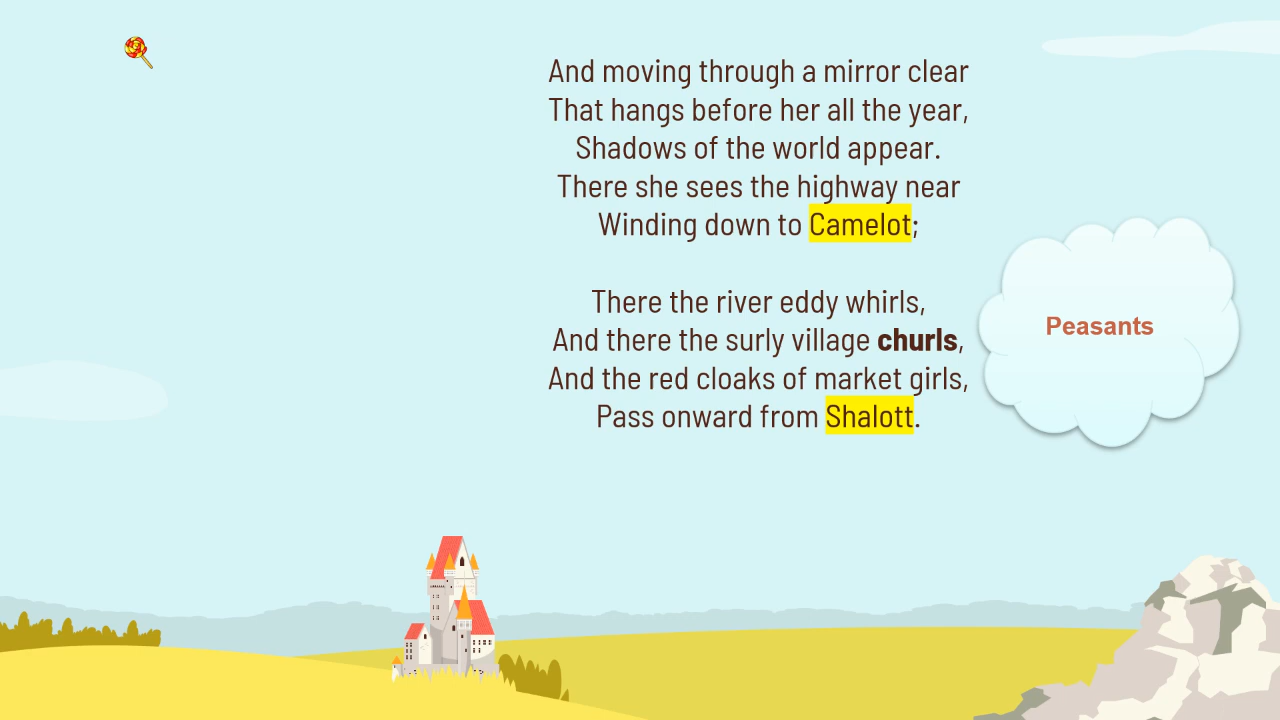 And moving through a mirror clear
That hangs before her all the year,
Shadows of the world appear.
There she sees the highway near
Winding down to Camelot;
There the river eddy whirls,
And there the surly village churls,
And the red cloaks of market girls,
Pass onward from Shalott.
Peasants